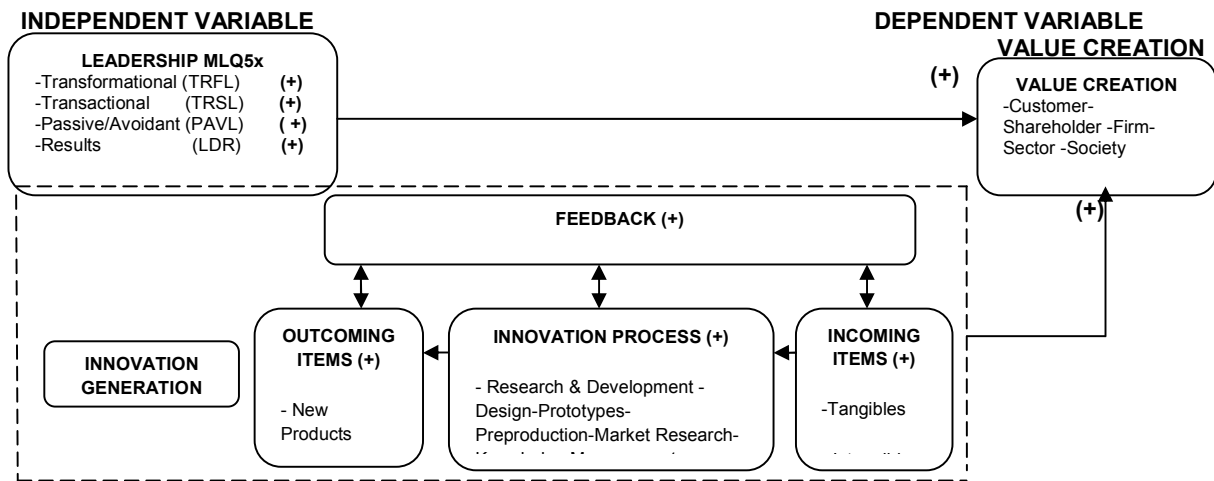 INDEPENDENT VARIABLE
DEPENDENT VARIABLE
VALUE CREATION
LEADERSHIP MLQ5x
-Transformational (TRFL) (+)
-Transactional (TRSL) (+)
-Passive/Avoidant (PAVL) ( +)
-Results (LDR) (+)
(+)
VALUE CREATION
-Customer-
Shareholder -Firm-
Sector -Society
(+)
FEEDBACK (+)
INNOVATION
GENERATION
OUTCOMING
ITEMS (+)
- New
Products
INNOVATION PROCESS (+)
- Research & Development -
Design-Prototypes-
Preproduction-Market Research-
INCOMING
ITEMS (+)
-Tangibles